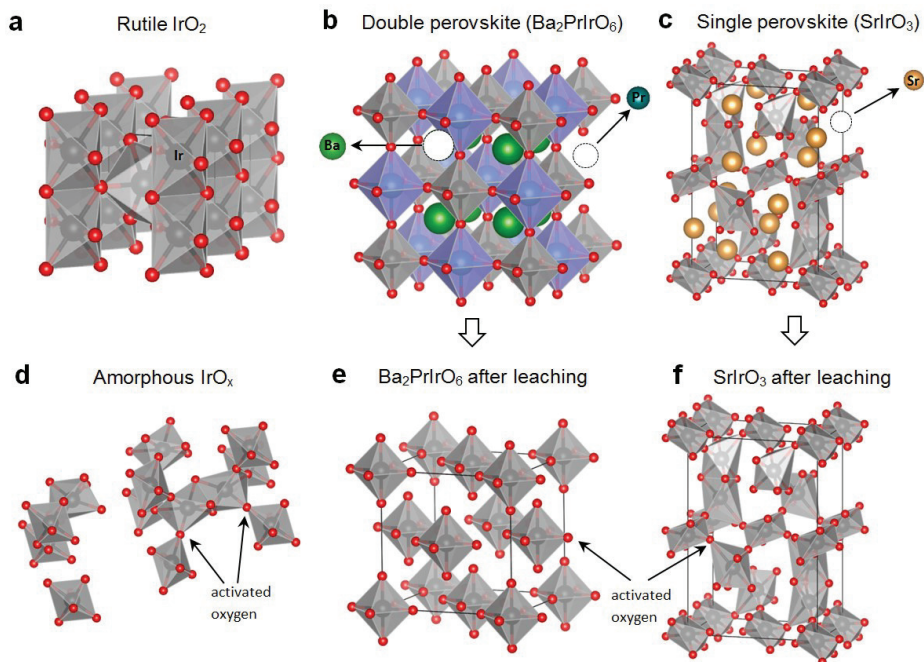 a Rutile IrO₂
b Double perovskite (Ba₂PrIrO₆)
c Single perovskite (SrIrO₃)
Ir
Ba
Pr
Sr
d Amorphous IrOₓ
e Ba₂PrIrO₆ after leaching
f SrIrO₃ after leaching
activated
oxygen
activated
oxygen